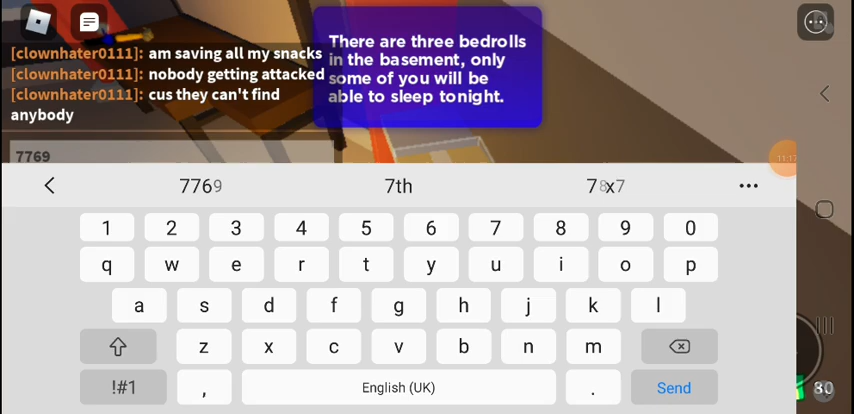 There are three bedrolls
in the basement, only
some of you will be
able to sleep tonight.
[clownhater0111]: am saving all my snacks
[clownhater0111]: nobody getting attacked
[clownhater0111]: cus they can't find
anybody
7769
11:17
7769 7th
1 2 3 4 5 6 7 8 9 0
q w e r t y u i o p
a s d f g h j k l
z x c v b n m
!#1 , English (UK) . Send